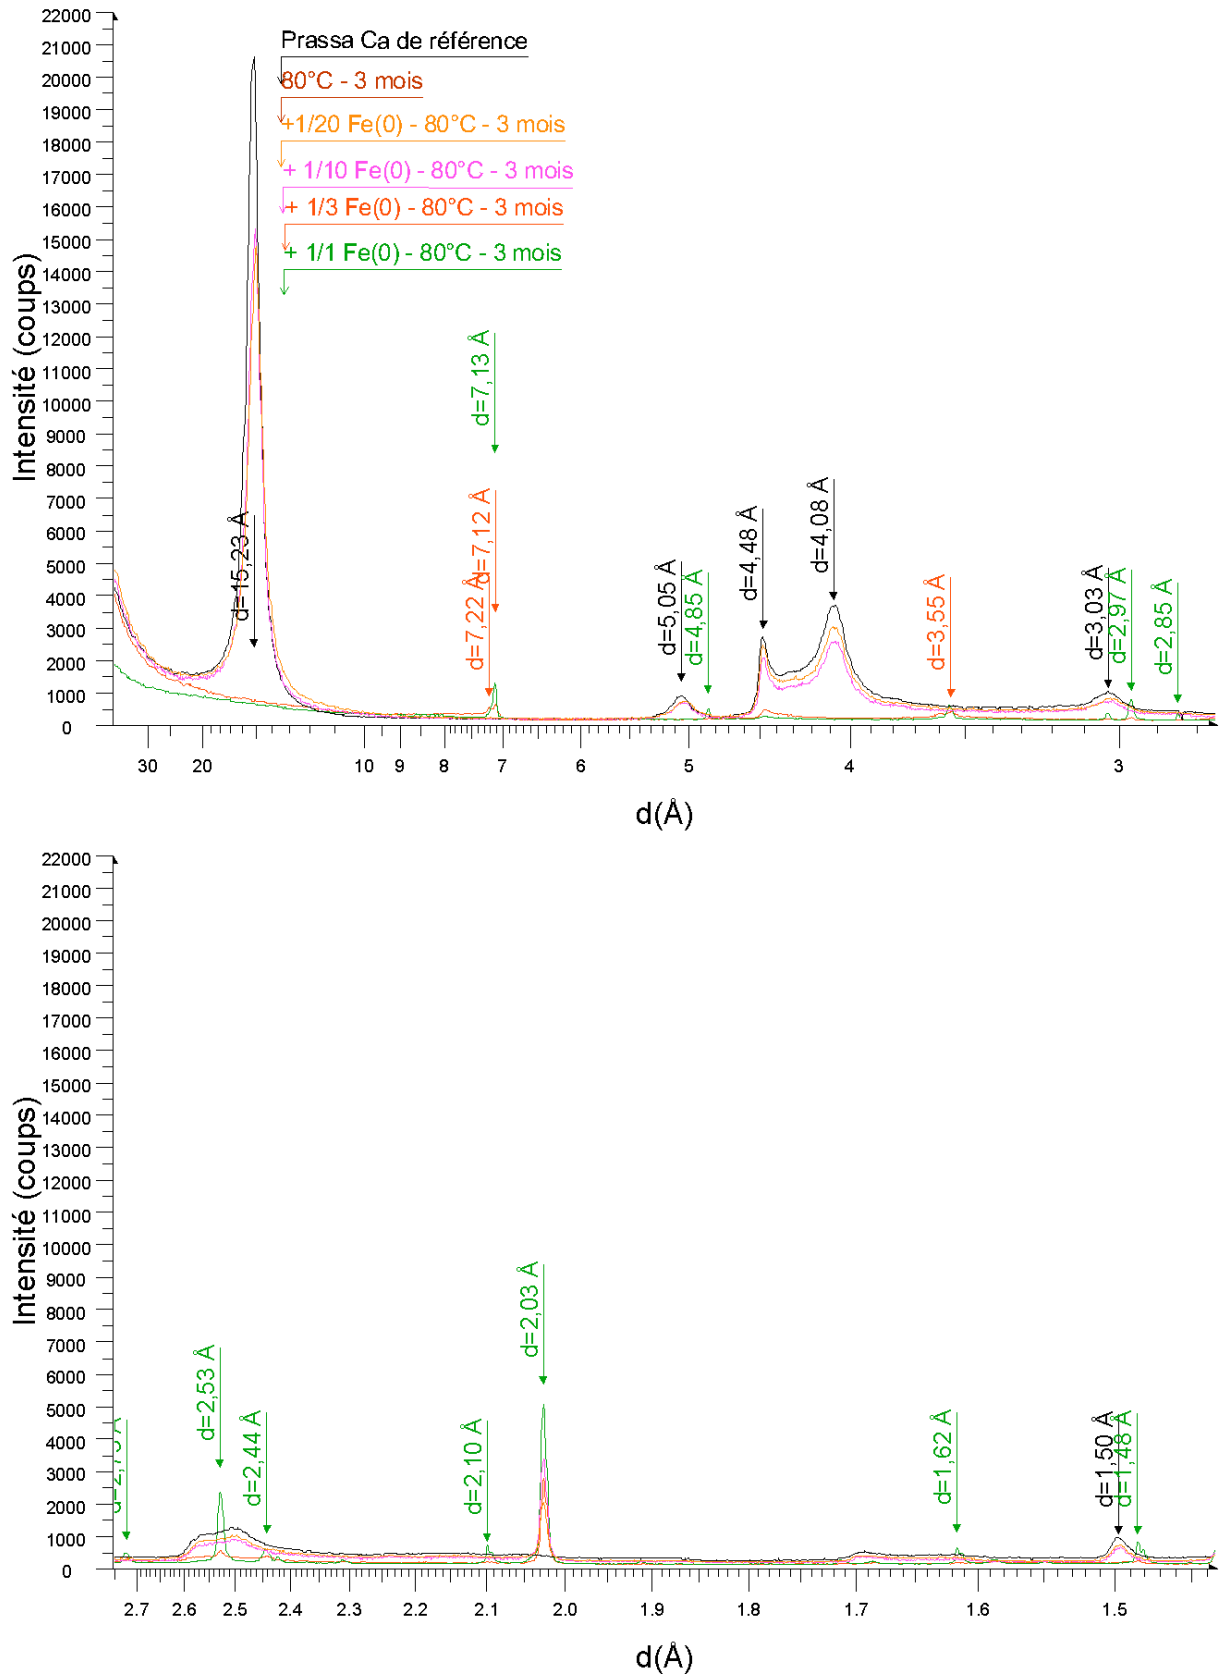 22000
21000
20000
19000
18000
17000
16000
15000
14000
13000
12000
11000
10000
9000
8000
7000
6000
5000
4000
3000
2000
1000
0
Intensité (coups)
Prassa Ca de référence
80°C - 3 mois
+1/20 Fe(0) - 80°C - 3 mois
+ 1/10 Fe(0) - 80°C - 3 mois
+ 1/3 Fe(0) - 80°C - 3 mois
+ 1/1 Fe(0) - 80°C - 3 mois
d=15,23 Å
d=7,22 Å
d=7,12 Å
d=7,13 Å
d=5,05 Å
d=4,85 Å
d=4,48 Å
d=4,08 Å
d=3,55 Å
d=3,03 Å
d=2,97 Å
d=2,85 Å
30 20 10 9 8 7 6 5 4 3
d(Å)
22000
21000
20000
19000
18000
17000
16000
15000
14000
13000
12000
11000
10000
9000
8000
7000
6000
5000
4000
3000
2000
1000
0
Intensité (coups)
d=2,53 Å
d=2,44 Å
d=2,10 Å
d=2,03 Å
d=1,62 Å
d=1,50 Å
d=1,48 Å
2.7 2.6 2.5 2.4 2.3 2.2 2.1 2.0 1.9 1.8 1.7 1.6 1.5
d(Å)